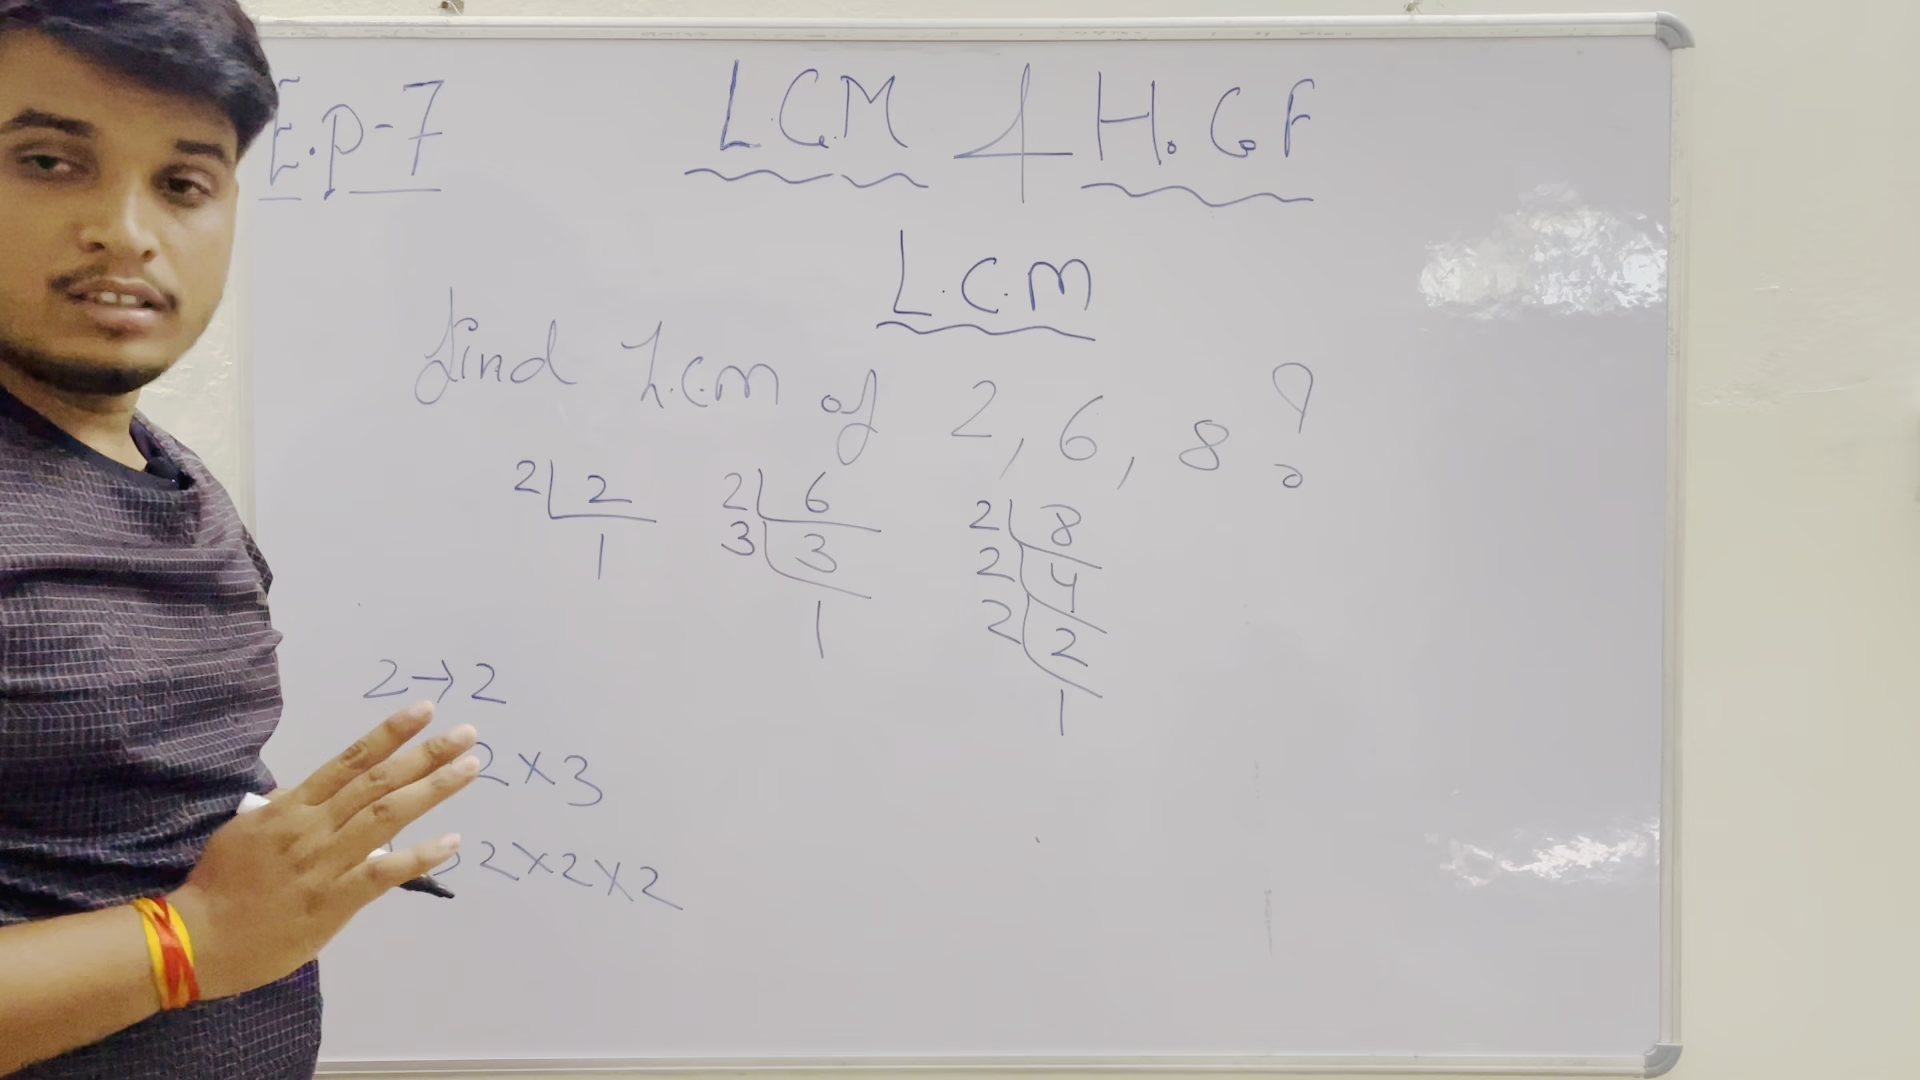 E.p-7
L.C.M & H.C.F
L.C.M
find L.C.M of 2, 6, 8 ?
2 2 2 6 2 8
1 3 3 2 4
1 2 2
1
2→2
2×3
2×2×2